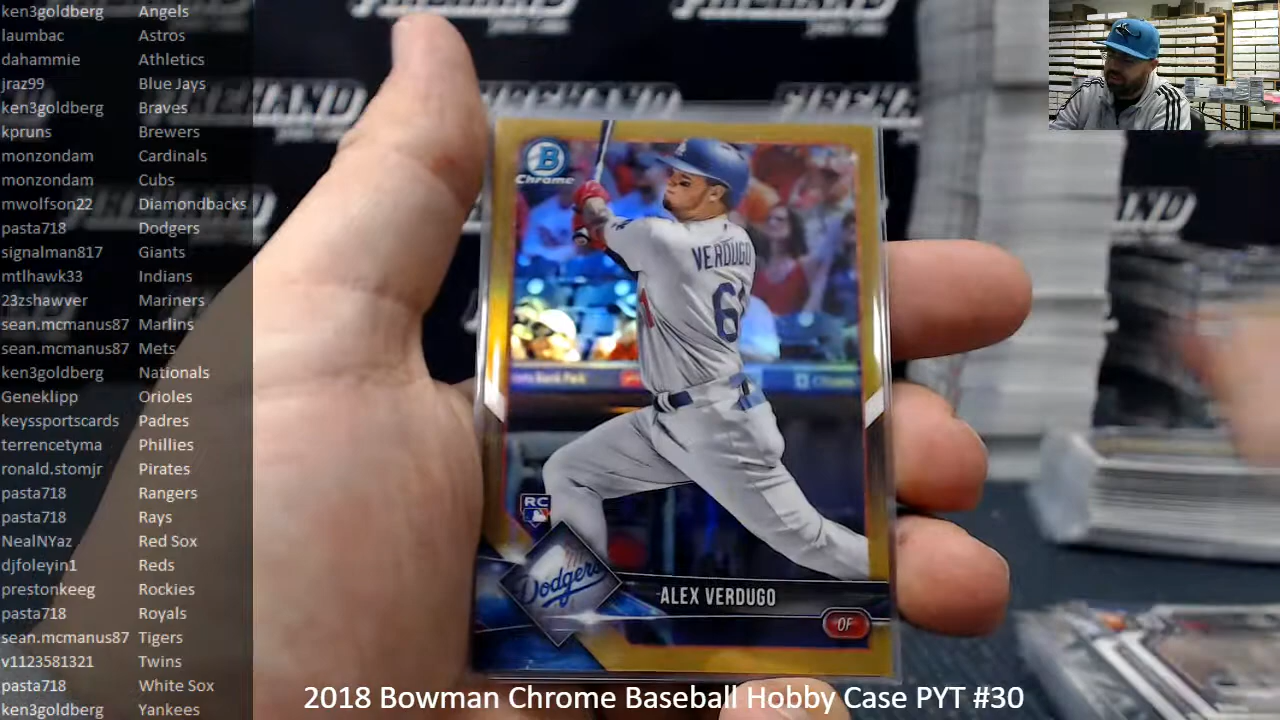 ken3goldberg Angels
laumbac Astros
dahammie Athletics
jraz99 Blue Jays
ken3goldberg Braves
kpruns Brewers
monzondam Cardinals
monzondam Cubs
mwolfson22 Diamondbacks
pasta718 Dodgers
signalman817 Giants
mtlhawk33 Indians
23zshawver Mariners
sean.mcmanus87 Marlins
sean.mcmanus87 Mets
ken3goldberg Nationals
Geneklipp Orioles
keyssportscards Padres
terrencetyma Phillies
ronald.stomjr Pirates
pasta718 Rangers
pasta718 Rays
NealNYaz Red Sox
djfoleyin1 Reds
prestonkeeg Rockies
pasta718 Royals
sean.mcmanus87 Tigers
v1123581321 Twins
pasta718 White Sox
ken3goldberg Yankees
B
Chrome
VERDUGO
RC
Dodgers
ALEX VERDUGO
OF
2018 Bowman Chrome Baseball Hobby Case PYT #30